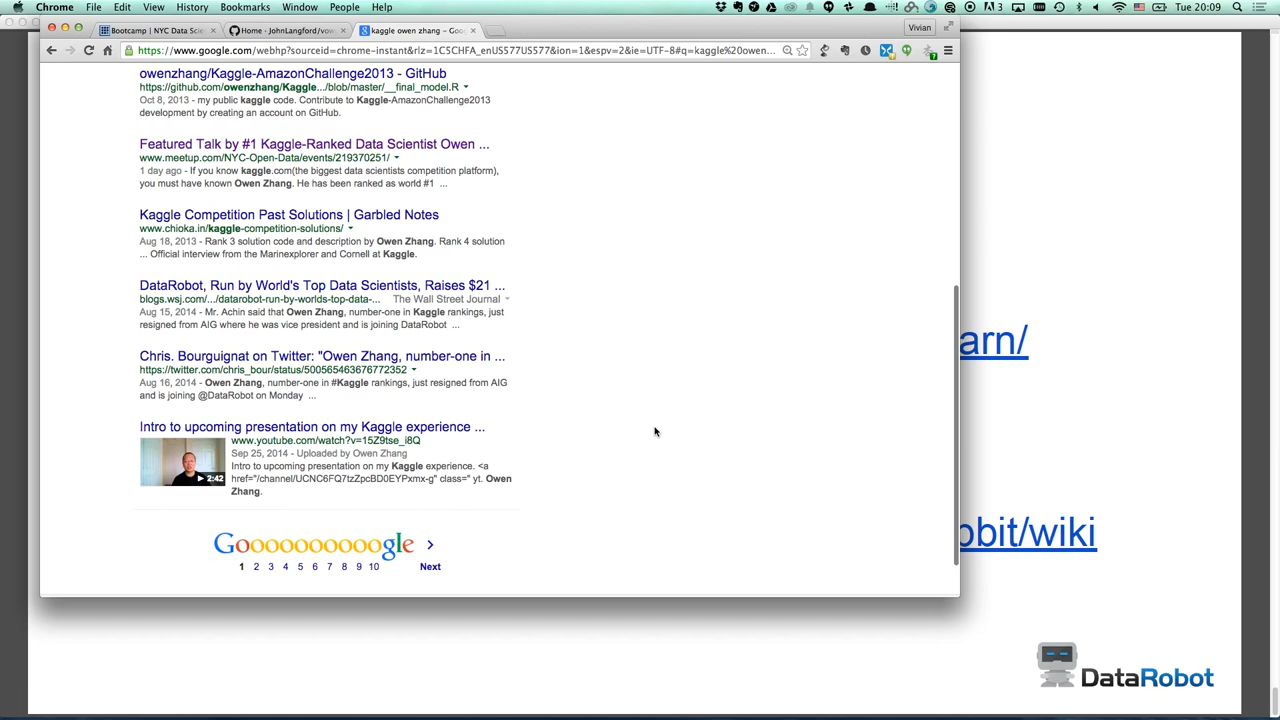 Chrome File Edit View History Bookmarks Window People Help
3 Tue 20:09
Bootcamp | NYC Data Scie
Home · JohnLangford/vow
kaggle owen zhang - Goo
Vivian
https://www.google.com/webhp?sourceid=chrome-instant&rlz=1C5CHFA_enUS577US577&ion=1&espv=2&ie=UTF-8#q=kaggle%20owen...
owenzhang/Kaggle-AmazonChallenge2013 - GitHub
https://github.com/owenzhang/Kaggle.../blob/master/__final_model.R
Oct 8, 2013 - my public kaggle code. Contribute to Kaggle-AmazonChallenge2013
development by creating an account on GitHub.
Featured Talk by #1 Kaggle-Ranked Data Scientist Owen ...
www.meetup.com/NYC-Open-Data/events/219370251/
1 day ago - If you know kaggle.com(the biggest data scientists competition platform),
you must have known Owen Zhang. He has been ranked as world #1 ...
Kaggle Competition Past Solutions | Garbled Notes
www.chioka.in/kaggle-competition-solutions/
Aug 18, 2013 - Rank 3 solution code and description by Owen Zhang. Rank 4 solution
... Official interview from the Marinexplorer and Cornell at Kaggle.
DataRobot, Run by World's Top Data Scientists, Raises $21 ...
blogs.wsj.com/.../datarobot-run-by-worlds-top-data-... The Wall Street Journal
Aug 15, 2014 - Mr. Achin said that Owen Zhang, number-one in Kaggle rankings, just
resigned from AIG where he was vice president and is joining DataRobot ...
arn/
Chris. Bourguignat on Twitter: "Owen Zhang, number-one in ...
https://twitter.com/chris_bour/status/500565463676772352
Aug 16, 2014 - Owen Zhang, number-one in #Kaggle rankings, just resigned from AIG
and is joining @DataRobot on Monday ...
Intro to upcoming presentation on my Kaggle experience ...
www.youtube.com/watch?v=15Z9tse_i8Q
Sep 25, 2014 - Uploaded by Owen Zhang
Intro to upcoming presentation on my Kaggle experience. <a
href="/channel/UCNC6FQ7tzZpcBD0EYPxmx-g" class=" yt. Owen
Zhang.
2:42
obit/wiki
Goooooooooogle
1 2 3 4 5 6 7 8 9 10 Next
DataRobot